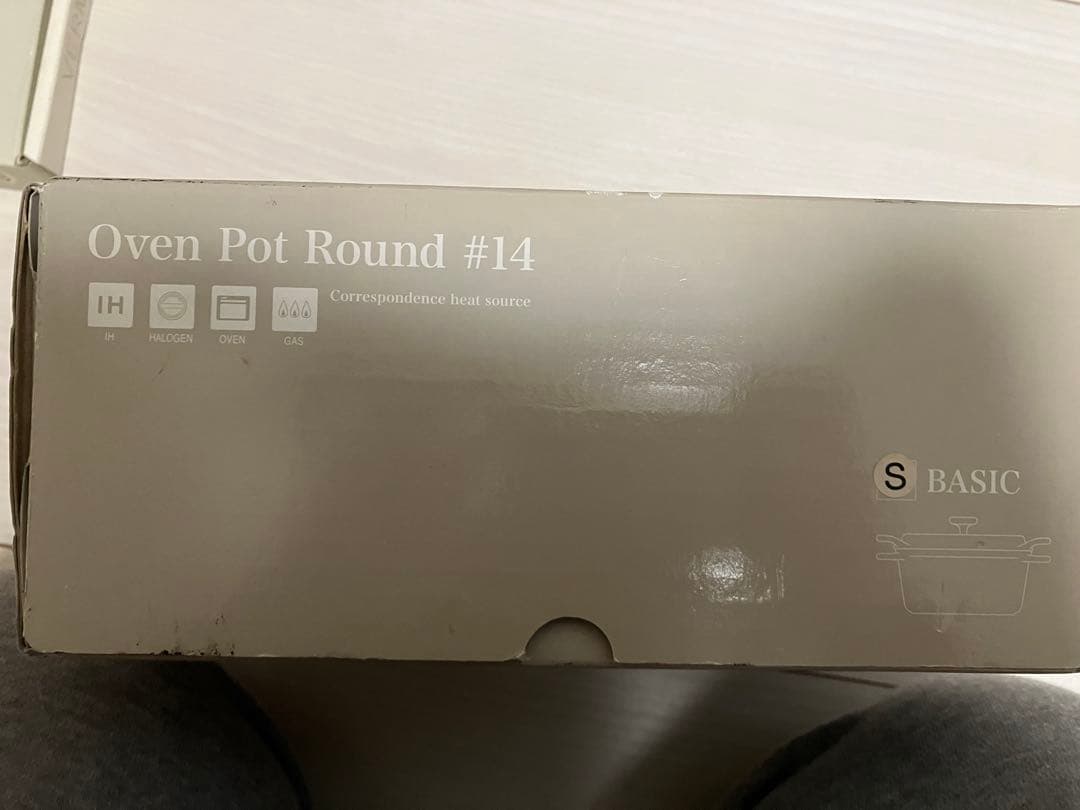 Oven Pot Round #14
IH
Correspondence heat source
IH HALOGEN OVEN GAS
S BASIC